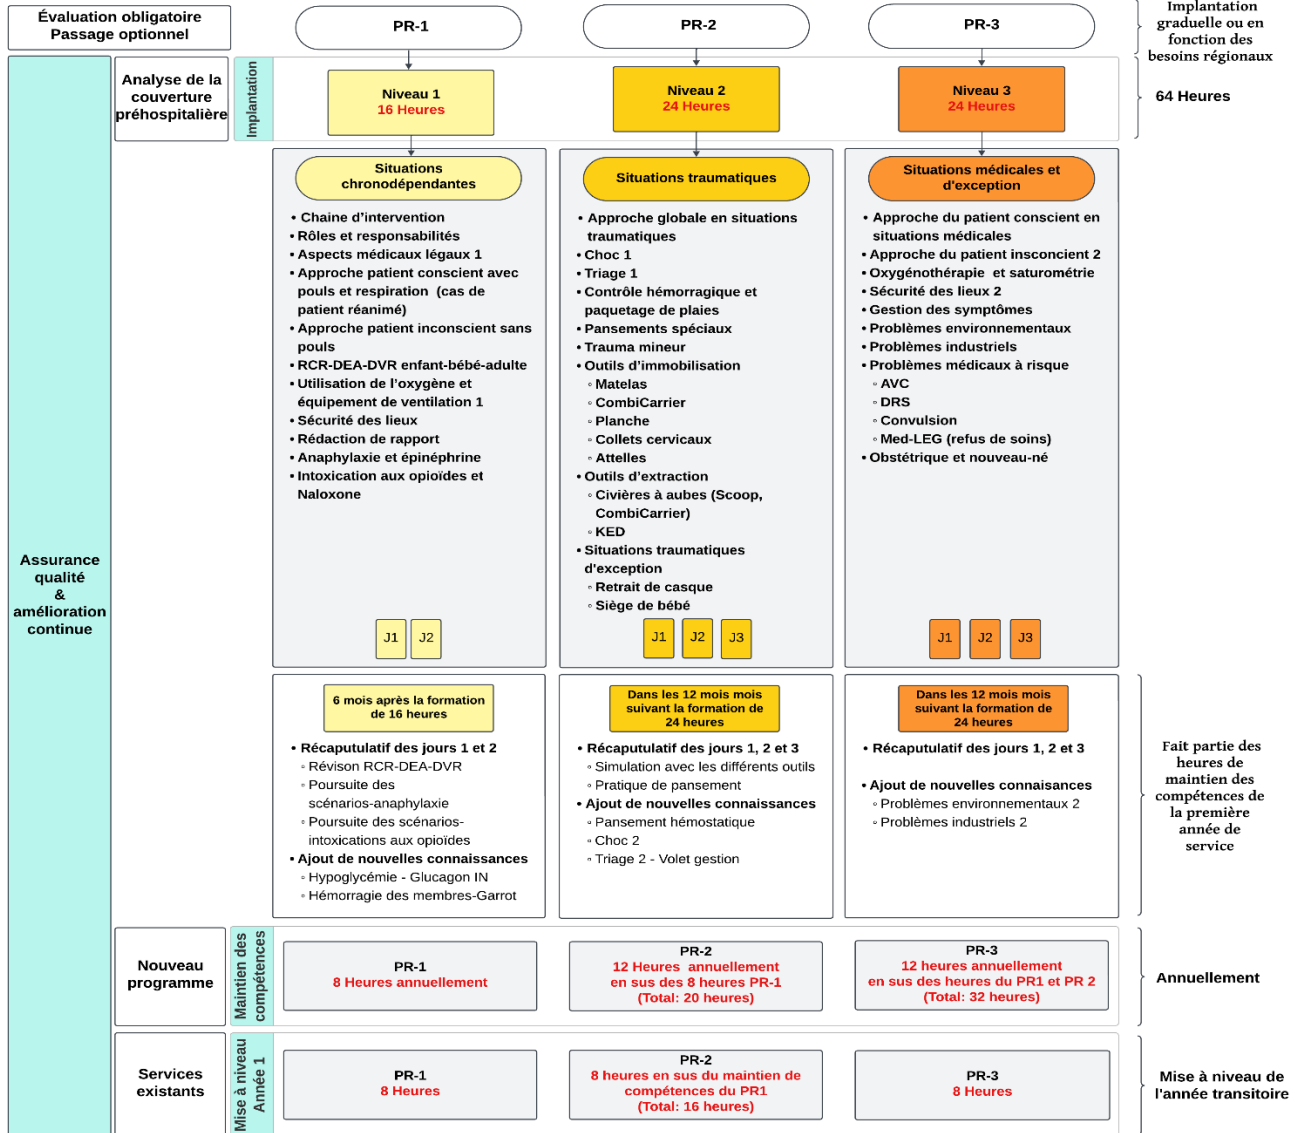 Évaluation obligatoire
Passage optionnel
PR-1
PR-2
PR-3
Implantation
graduelle ou en
fonction des
besoins régionaux
Analyse de la
couverture
préhospitalière
Implantation
Niveau 1
16 Heures
Niveau 2
24 Heures
Niveau 3
24 Heures
64 Heures
Assurance
qualité
&
amélioration
continue
Situations
chronodépendantes
• Chaine d'intervention
• Rôles et responsabilités
• Aspects médicaux légaux 1
• Approche patient conscient avec
pouls et respiration (cas de
patient réanimé)
• Approche patient inconscient sans
pouls
• RCR-DEA-DVR enfant-bébé-adulte
• Utilisation de l'oxygène et
équipement de ventilation 1
• Sécurité des lieux
• Rédaction de rapport
• Anaphylaxie et épinéphrine
• Intoxication aux opioïdes et
Naloxone
J1
J2
Situations traumatiques
• Approche globale en situations
traumatiques
• Choc 1
• Triage 1
• Contrôle hémorragique et
paquetage de plaies
• Pansements spéciaux
• Trauma mineur
• Outils d'immobilisation
◦ Matelas
◦ CombiCarrier
◦ Planche
◦ Collets cervicaux
◦ Attelles
• Outils d'extraction
◦ Civières à aubes (Scoop,
CombiCarrier)
◦ KED
• Situations traumatiques
d'exception
◦ Retrait de casque
◦ Siège de bébé
J1
J2
J3
Situations médicales et
d'exception
• Approche du patient conscient en
situations médicales
• Approche du patient insconcient 2
• Oxygénothérapie et saturométrie
• Sécurité des lieux 2
• Gestion des symptômes
• Problèmes environnementaux
• Problèmes industriels
• Problèmes médicaux à risque
◦ AVC
◦ DRS
◦ Convulsion
◦ Med-LEG (refus de soins)
• Obstétrique et nouveau-né
J1
J2
J3
6 mois après la formation
de 16 heures
• Récaputulatif des jours 1 et 2
◦ Révison RCR-DEA-DVR
◦ Poursuite des
scénarios-anaphylaxie
◦ Poursuite des scénarios-
intoxications aux opioïdes
• Ajout de nouvelles connaissances
◦ Hypoglycémie - Glucagon IN
◦ Hémorragie des membres-Garrot
Dans les 12 mois mois
suivant la formation de
24 heures
• Récaputulatif des jours 1, 2 et 3
◦ Simulation avec les différents outils
◦ Pratique de pansement
• Ajout de nouvelles connaissances
◦ Pansement hémostatique
◦ Choc 2
◦ Triage 2 - Volet gestion
Dans les 12 mois mois
suivant la formation de
24 heures
• Récaputulatif des jours 1, 2 et 3
• Ajout de nouvelles connaisances
◦ Problèmes environnementaux 2
◦ Problèmes industriels 2
Fait partie des
heures de
maintien des
compétences de
la première
année de
service
Nouveau
programme
Maintien des
compétences
PR-1
8 Heures annuellement
PR-2
12 Heures annuellement
en sus des 8 heures PR-1
(Total: 20 heures)
PR-3
12 heures annuellement
en sus des heures du PR1 et PR 2
(Total: 32 heures)
Annuellement
Services
existants
Mise à niveau
Année 1
PR-1
8 Heures
PR-2
8 heures en sus du maintien de
compétences du PR1
(Total: 16 heures)
PR-3
8 Heures
Mise à niveau de
l'année transitoire